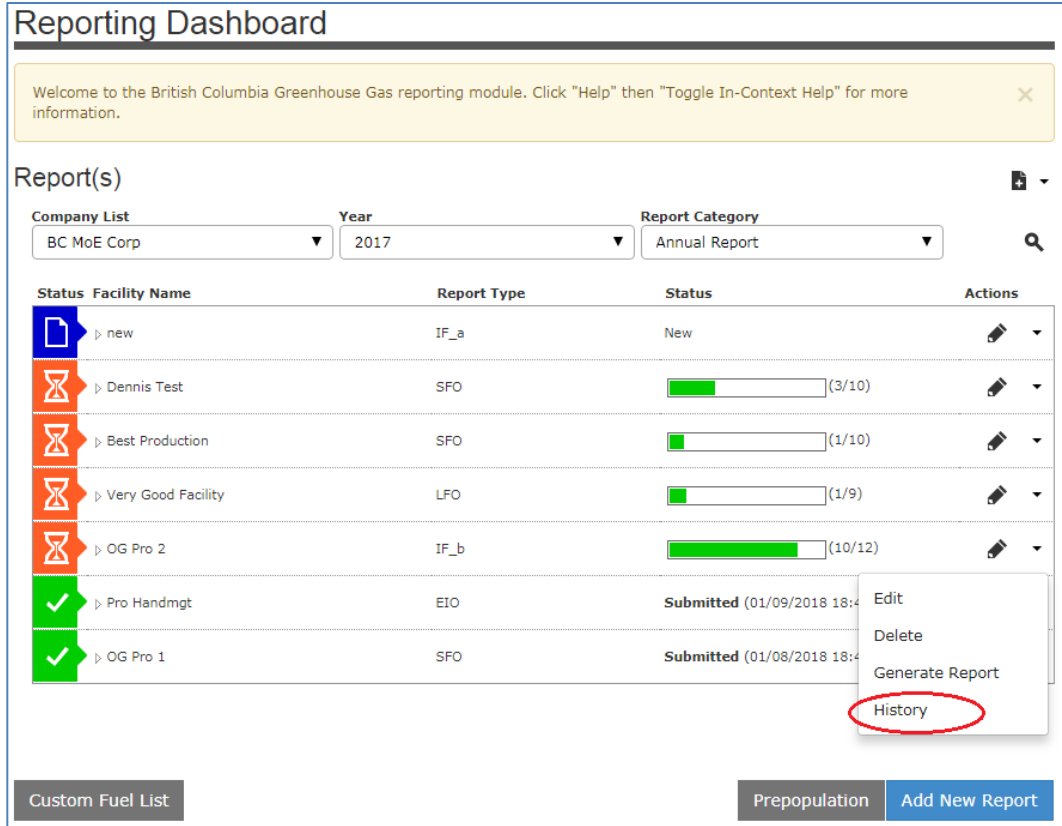 Reporting Dashboard
Welcome to the British Columbia Greenhouse Gas reporting module. Click "Help" then "Toggle In-Context Help" for more
information.
Report(s)
Company List Year Report Category
BC MoE Corp 2017 Annual Report
Status Facility Name Report Type Status Actions
new IF_a New
Dennis Test SFO (3/10)
Best Production SFO (1/10)
Very Good Facility LFO (1/9)
OG Pro 2 IF_b (10/12)
Pro Handmgt EIO Submitted (01/09/2018 18:4
OG Pro 1 SFO Submitted (01/08/2018 18:4
Edit
Delete
Generate Report
History
Custom Fuel List Prepopulation Add New Report